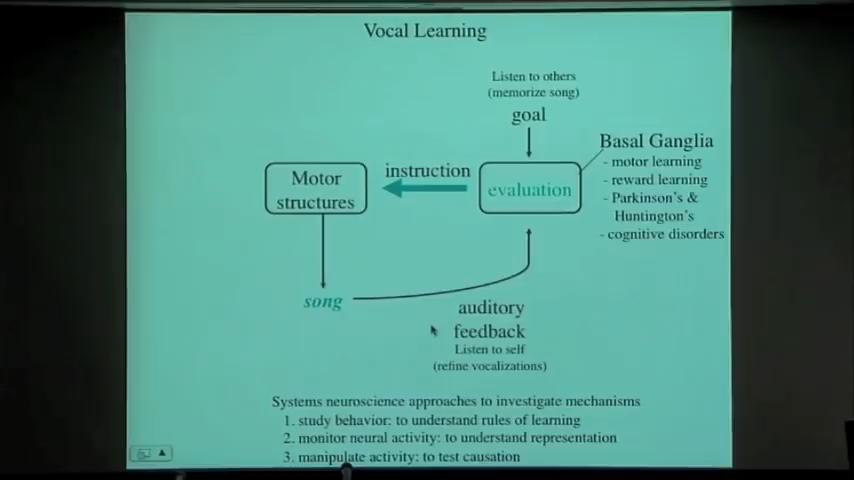 Vocal Learning
Listen to others
(memorize song)
goal
Basal Ganglia
- motor learning
- reward learning
- Parkinson's &
Huntington's
- cognitive disorders
instruction
evaluation
Motor
structures
song
auditory
feedback
Listen to self
(refine vocalizations)
Systems neuroscience approaches to investigate mechanisms
1. study behavior: to understand rules of learning
2. monitor neural activity: to understand representation
3. manipulate activity: to test causation